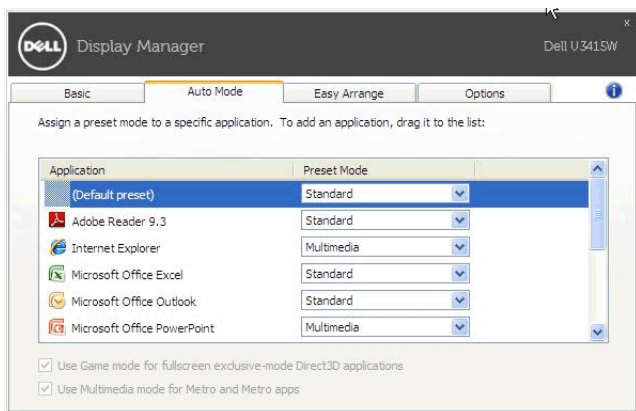 DELL Display Manager Dell U3415W
x
Basic Auto Mode Easy Arrange Options i
Assign a preset mode to a specific application. To add an application, drag it to the list:
Application Preset Mode
(Default preset) Standard
Adobe Reader 9.3 Standard
Internet Explorer Multimedia
Microsoft Office Excel Standard
Microsoft Office Outlook Standard
Microsoft Office PowerPoint Multimedia
Use Game mode for fullscreen exclusive-mode Direct3D applications
Use Multimedia mode for Metro and Metro apps